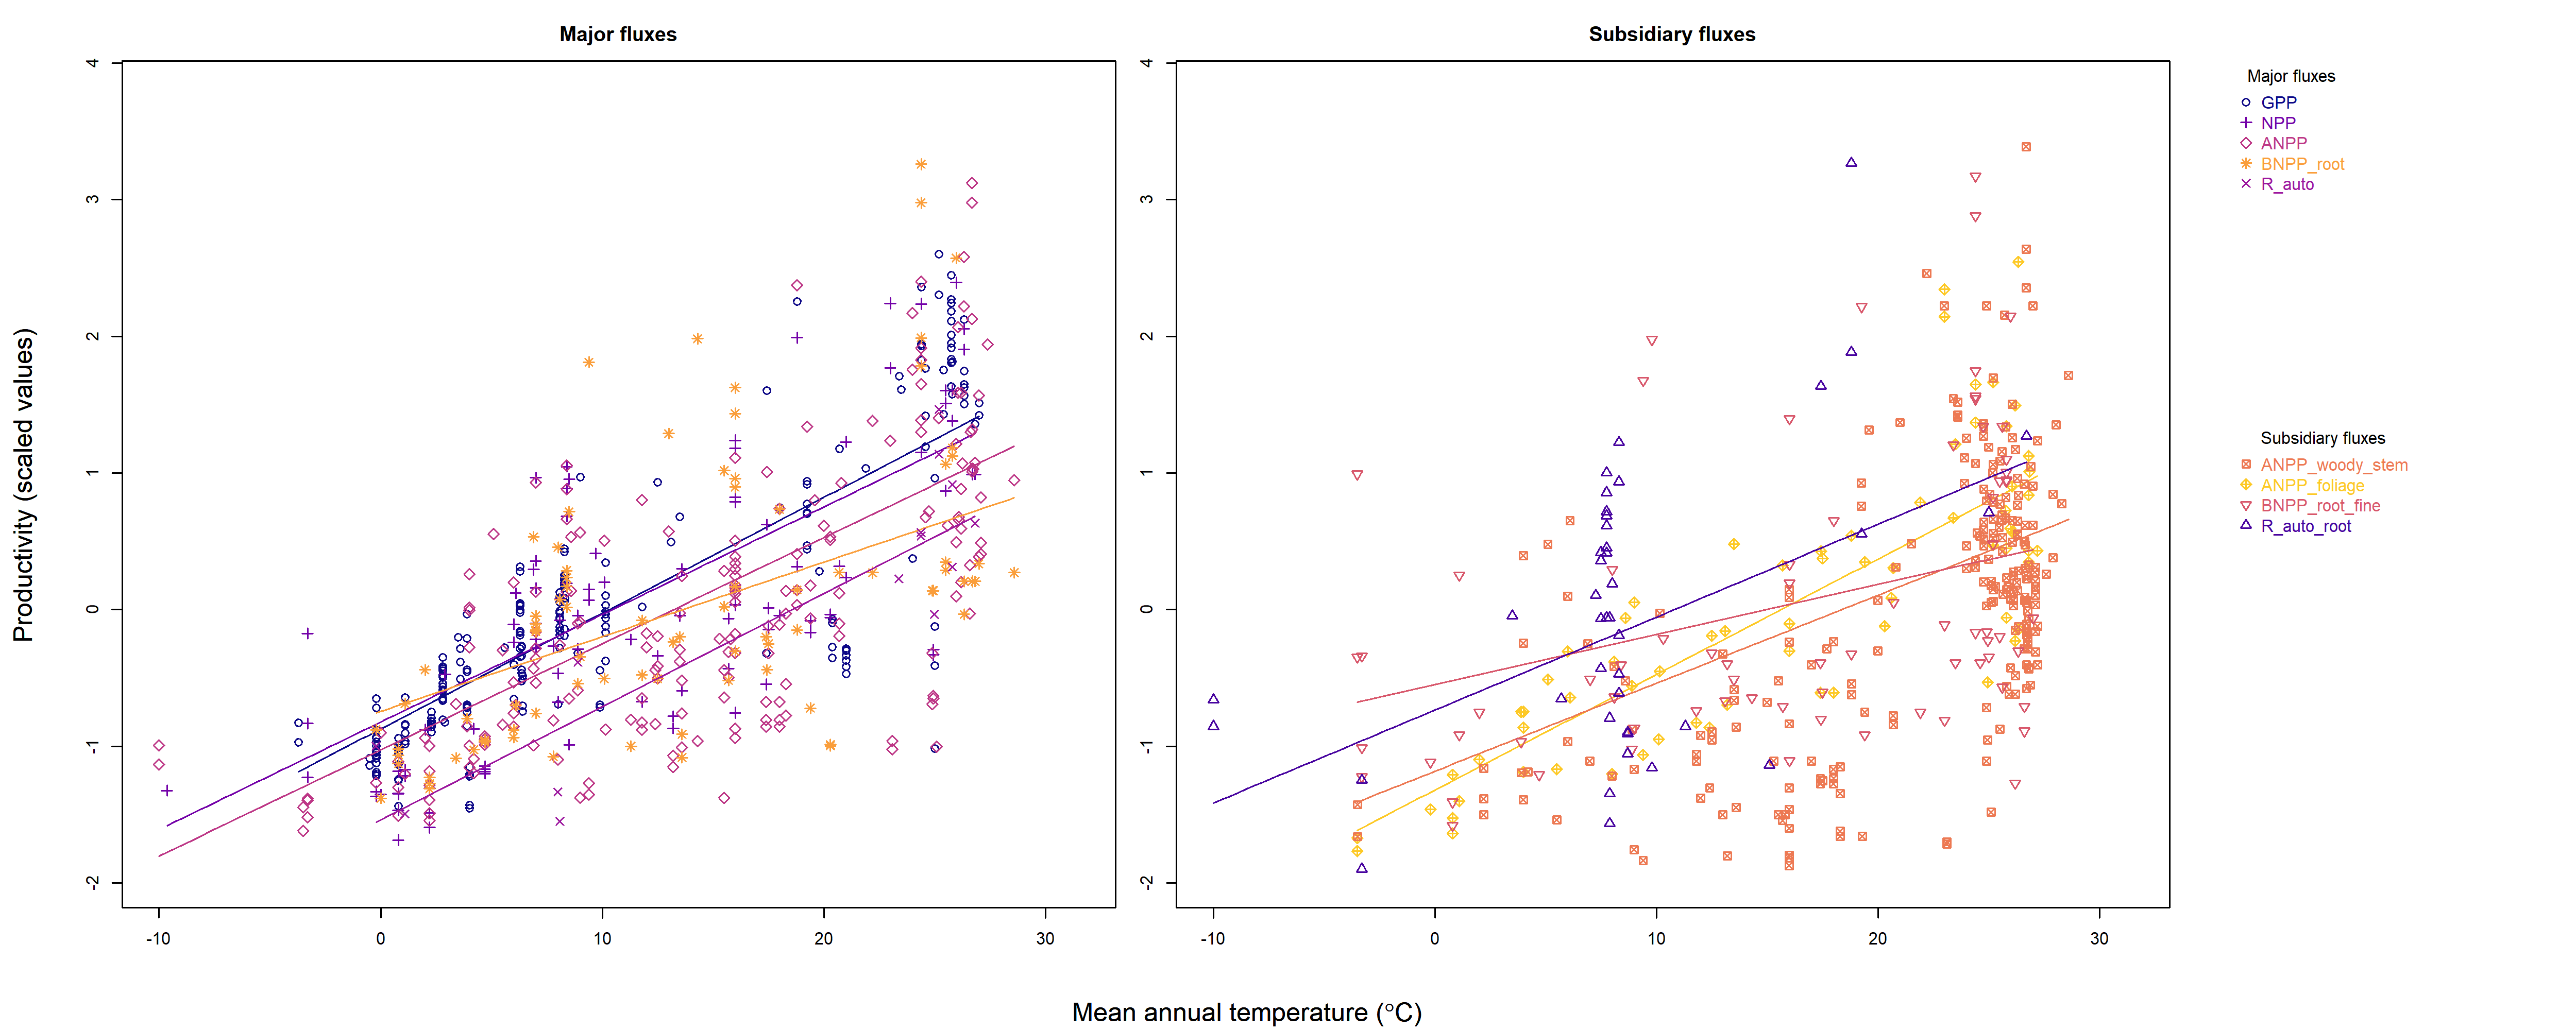 Major fluxes
Subsidiary fluxes
Productivity (scaled values)
4
3
2
1
0
-1
-2
-10
0
10
20
30
4
3
2
1
0
-1
-2
-10
0
10
20
30
Mean annual temperature (°C)
Major fluxes
GPP
NPP
ANPP
BNPP_root
R_auto
Subsidiary fluxes
ANPP_woody_stem
ANPP_foliage
BNPP_root_fine
R_auto_root